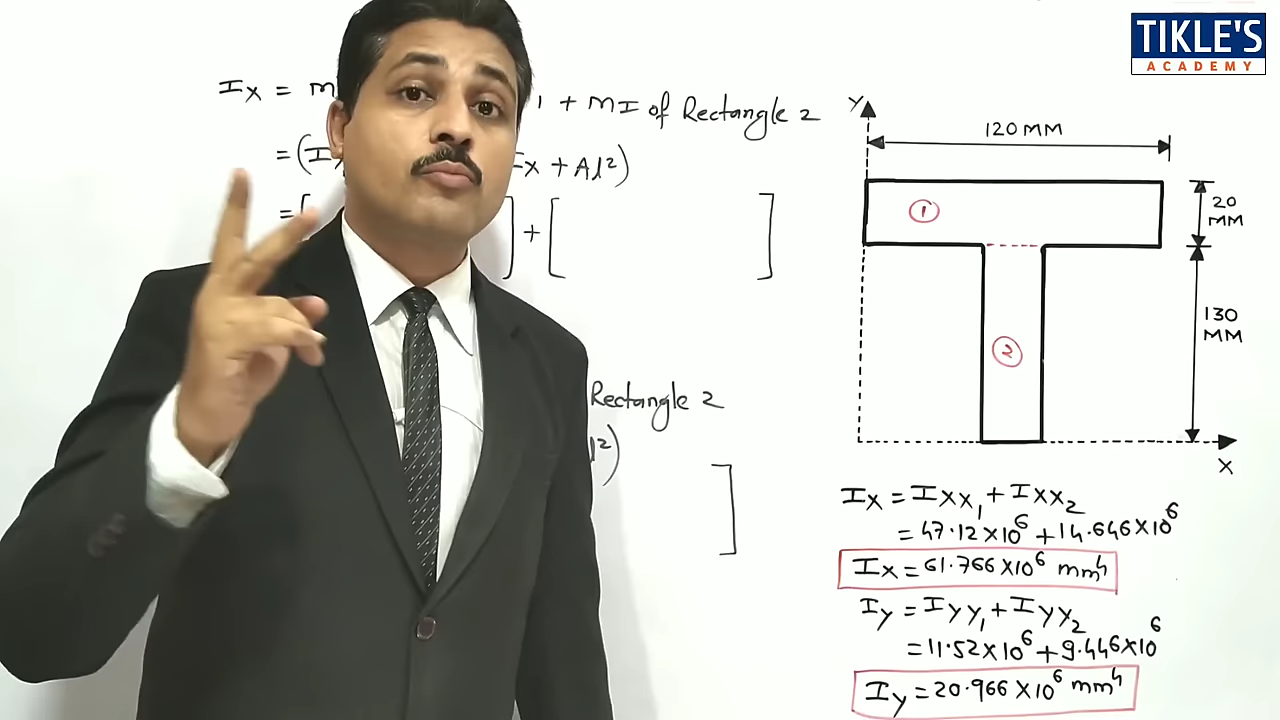 TIKLE'S
ACADEMY
Ix = M 1 + MI of Rectangle 2
= (I Ix + Al²)
= [ ] + [ ]
Rectangle 2
l²)
]
Y
120 MM
20
MM
1
130
MM
2
X
Ix = Ixx₁ + Ixx₂
= 47.12×10⁶ + 14.646×10⁶
Ix = 61.766×10⁶ mm⁴
Iy = Iyy₁ + Iyy₂
= 11.52×10⁶ + 9.446×10⁶
Iy = 20.966×10⁶ mm⁴